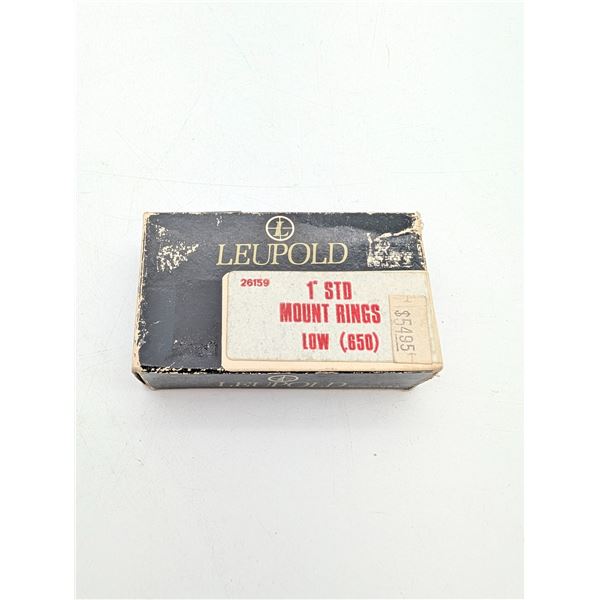 LEUPOLD
26159
1" STD
MOUNT RINGS
LOW (.650)
$5495
LEUPOLD